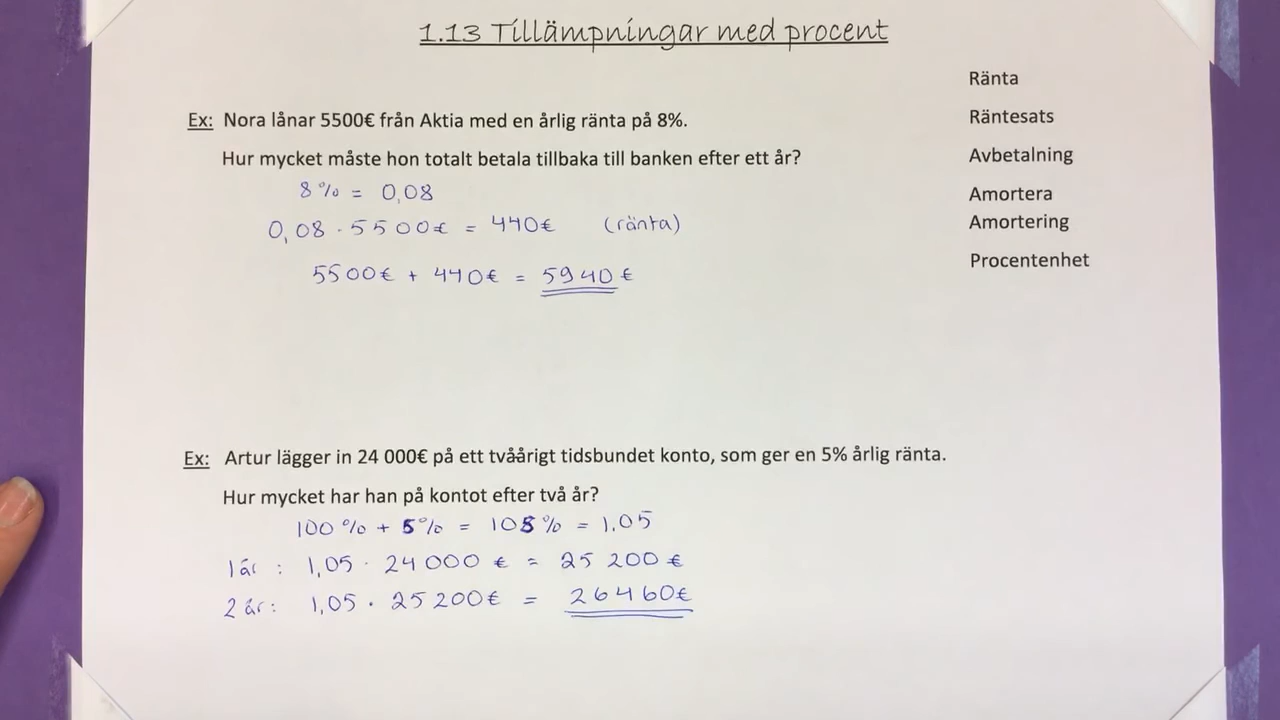 1.13 Tillämpningar med procent
Ränta
Räntesats
Avbetalning
Amortera
Amortering
Procentenhet
Ex: Nora lånar 5500€ från Aktia med en årlig ränta på 8%.
Hur mycket måste hon totalt betala tillbaka till banken efter ett år?
8% = 0,08
0,08 · 5500€ = 440€ (ränta)
5500€ + 440€ = 5940€
Ex: Artur lägger in 24 000€ på ett tvåårigt tidsbundet konto, som ger en 5% årlig ränta.
Hur mycket har han på kontot efter två år?
100% + 5% = 105% = 1,05
1 år : 1,05 · 24 000 € = 25 200 €
2 år : 1,05 · 25 200€ = 26 460€